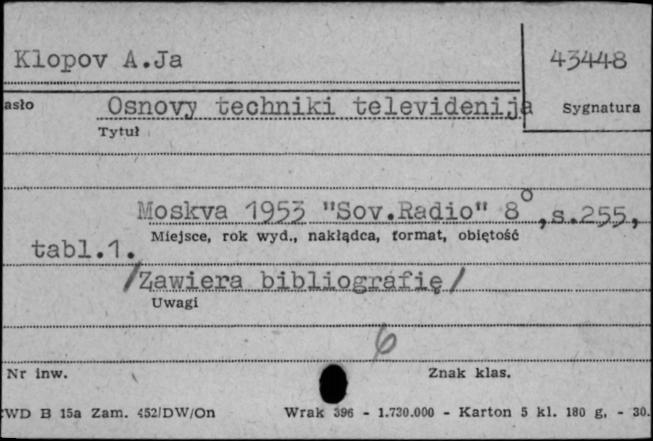 Klopov A.Ja
43448
asło
Osnovy techniki televidenija
Sygnatura
Tytuł
Moskva 1953 "Sov.Radio" 8°,s.255,
Miejsce, rok wyd., nakłądca, format, objętość
tabl.1.
/Zawiera bibliografię/
Uwagi
6
Nr inw.
Znak klas.
CWD B 15a Zam. 452/DW/On Wrak 396 - 1.730.000 - Karton 5 kl. 180 g, - 30.